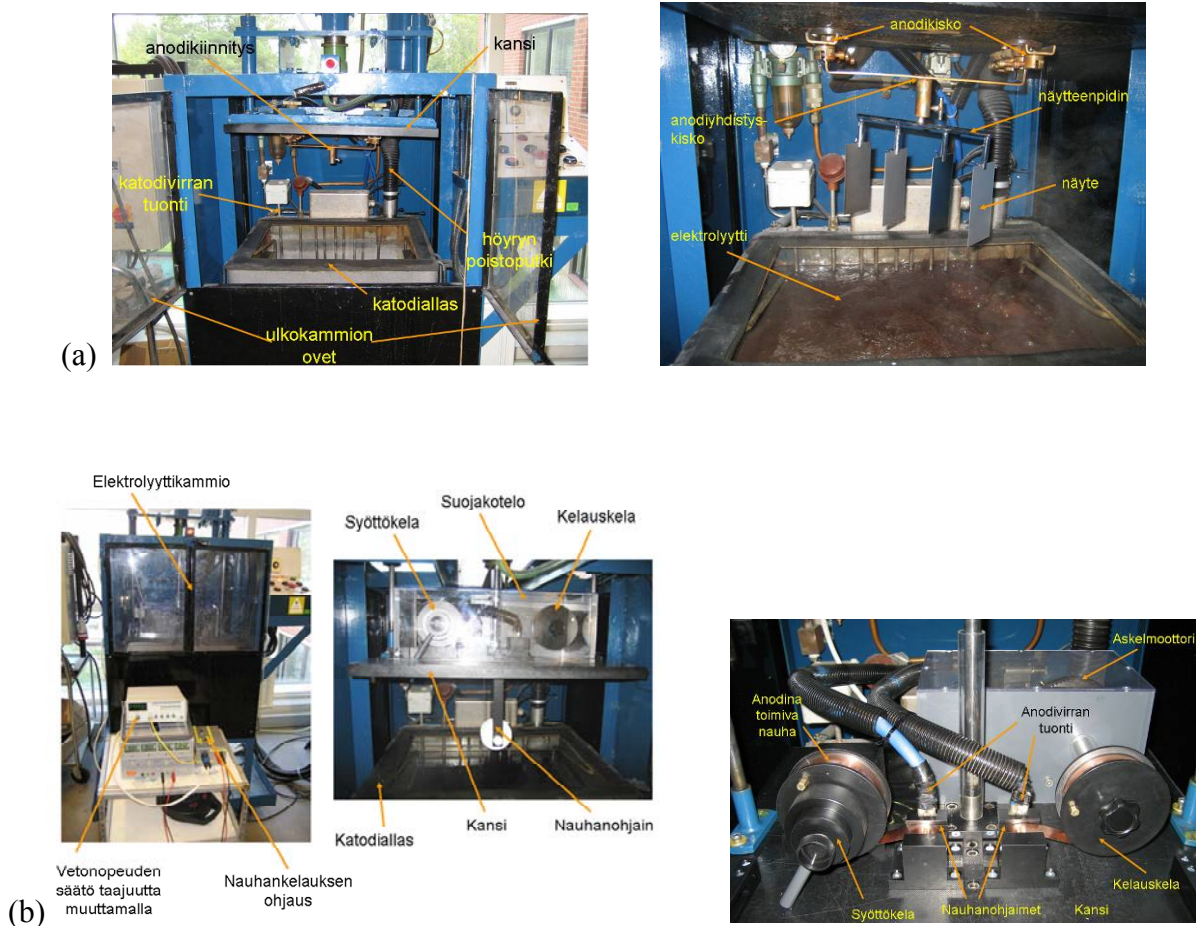 anodikiinnitys
kansi
katodivirran
tuonti
höyryn
poistoputki
katodiallas
ulkokammion
ovet
(a)
anodikisko
näytteenpidin
anodiyhdistys-
kisko
näyte
elektrolyytti
Elektrolyyttikammio
Vetonopeuden
säätö taajuutta
muuttamalla
Nauhankelauksen
ohjaus
(b)
Suojakotelo
Syöttökela
Kelauskela
Katodiallas
Kansi
Nauhanohjain
Askelmoottori
Anodina
toimiva
nauha
Anodivirran
tuonti
Syöttökela
Nauhanohjaimet
Kansi
Kelauskela